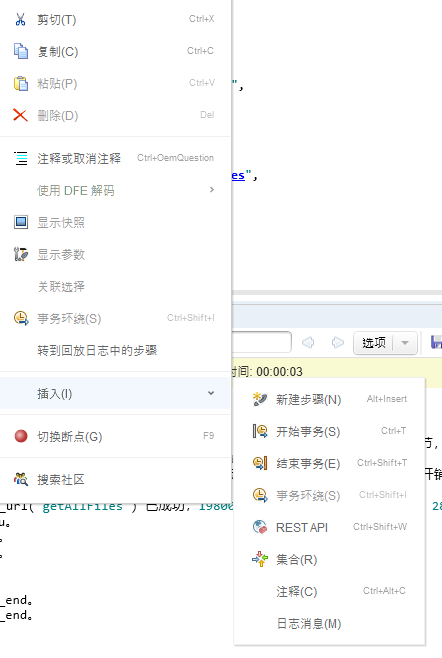 剪切(T) Ctrl+X
复制(C) Ctrl+C
粘贴(P) Ctrl+V
",
删除(D) Del
注释或取消注释 Ctrl+OemQuestion
es",
使用 DFE 解码
显示快照
显示参数
关联选择
事务环绕(S) Ctrl+Shift+I
转到回放日志中的步骤
选项
时间: 00:00:03
插入(I)
切换断点(G) F9
搜索社区
新建步骤(N) Alt+Insert
开始事务(S) Ctrl+T
节,
结束事务(E) Ctrl+Shift+T
开销
事务环绕(S) Ctrl+Shift+I
_url("getAllFiles") 已成功, 19800
28
REST API Ctrl+Shift+W
u。
。
集合(R)
。
注释(C) Ctrl+Alt+C
_end。
_end。
日志消息(M)